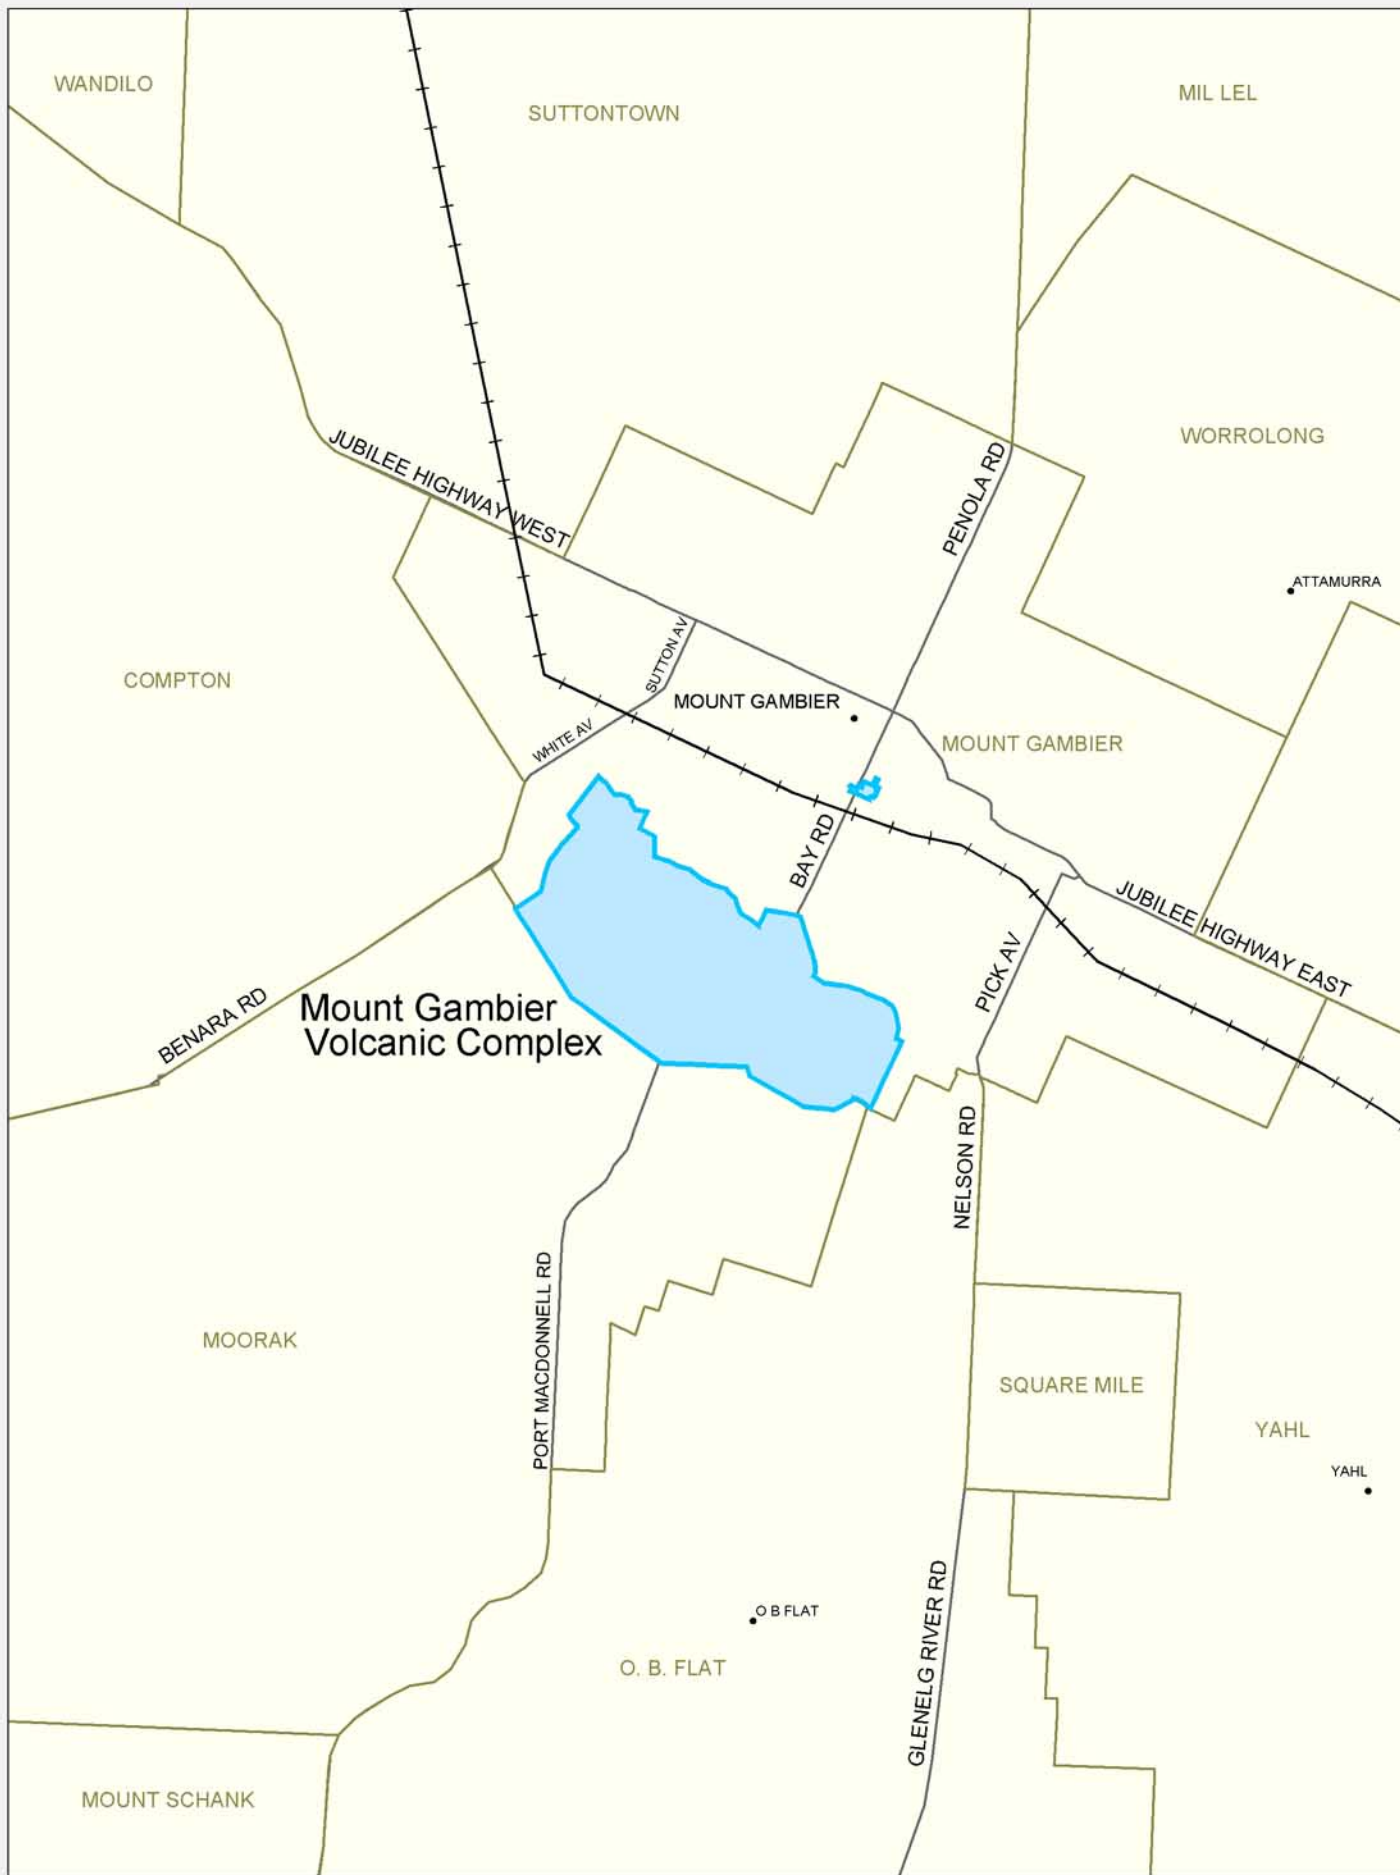 WANDILO
MIL LEL
SUTTONTOWN
JUBILEE HIGHWAY WEST
WORROLONG
PENOLA RD
ATTAMURRA
SUTTON AV
COMPTON
MOUNT GAMBIER
WHITE AV
MOUNT GAMBIER
BAY RD
JUBILEE HIGHWAY EAST
PICK AV
BENARA RD
Mount Gambier
Volcanic Complex
NELSON RD
PORT MACDONNELL RD
MOORAK
SQUARE MILE
YAHL
YAHL
O B FLAT
O. B. FLAT
GLENELG RIVER RD
MOUNT SCHANK